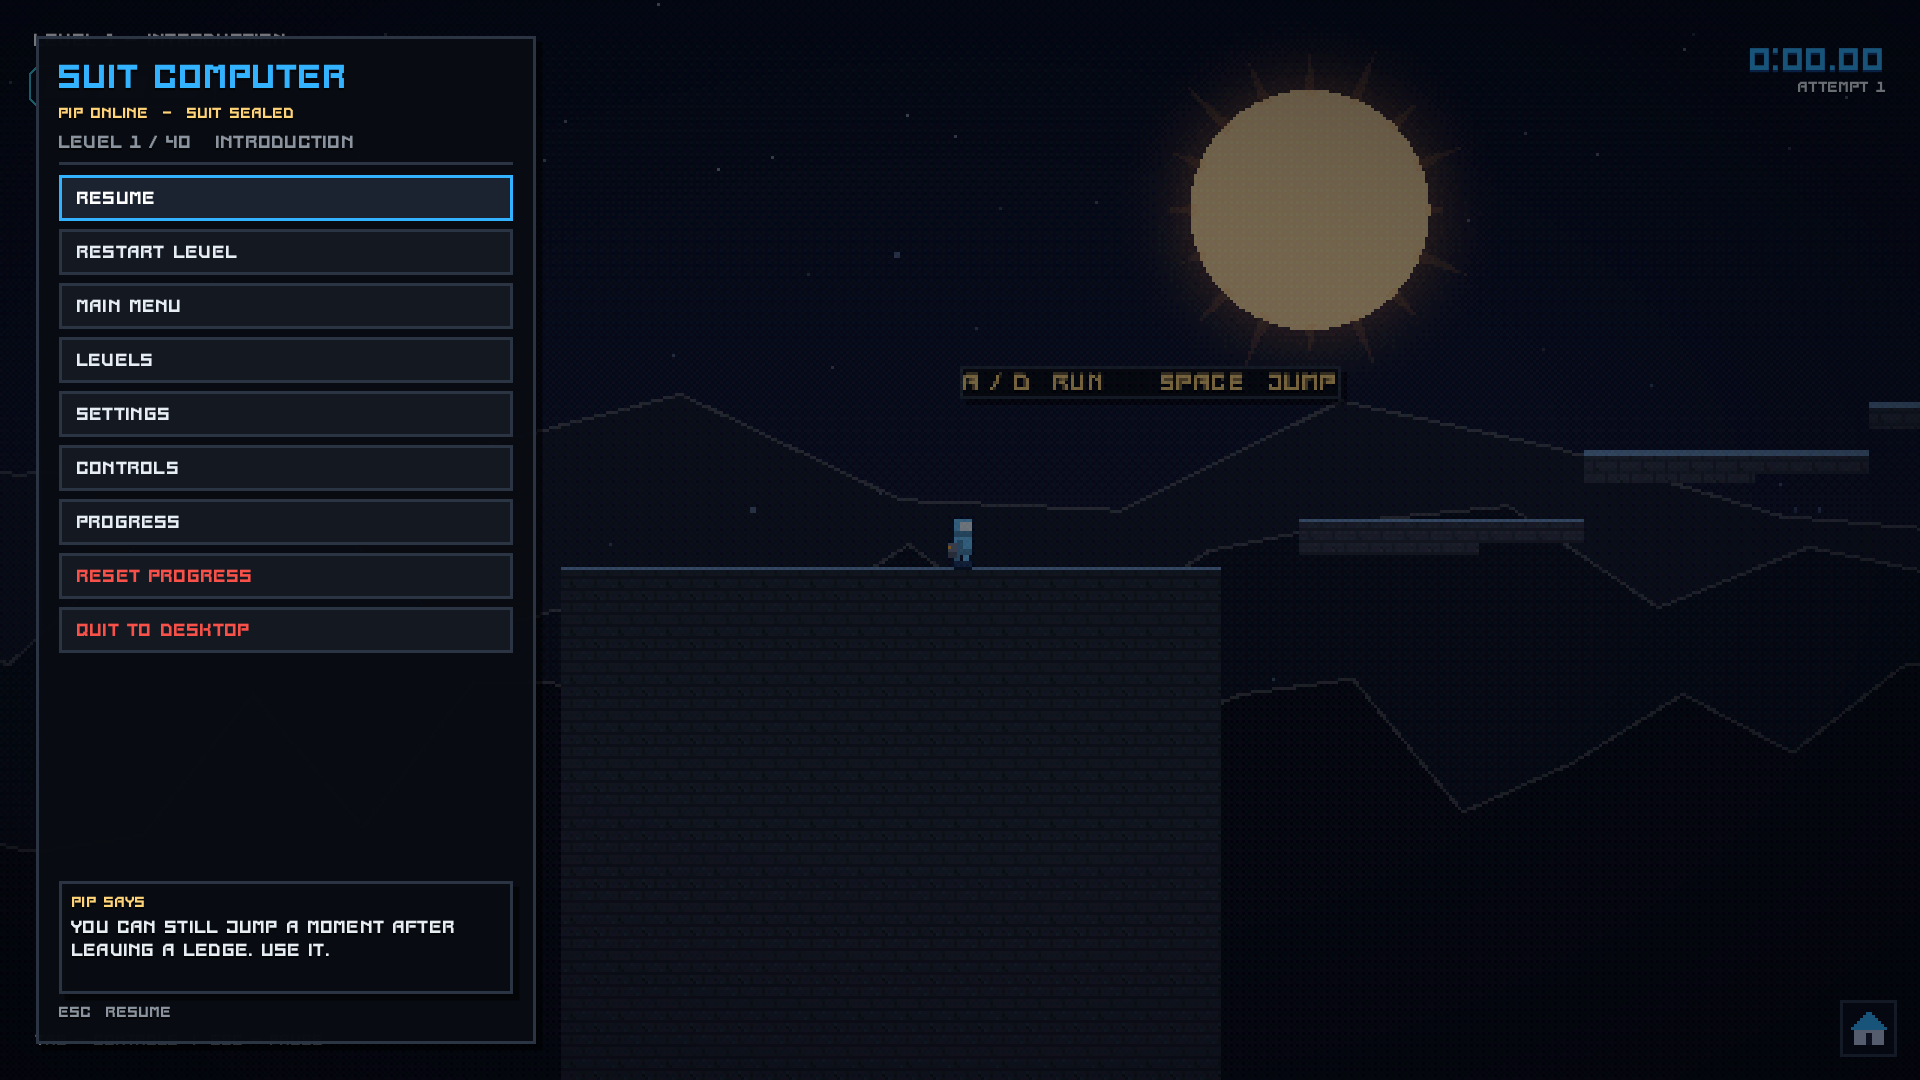 SUIT COMPUTER
PIP ONLINE - SUIT SEALED
LEVEL 1 / 40 INTRODUCTION
RESUME
RESTART LEVEL
MAIN MENU
LEVELS
SETTINGS
CONTROLS
PROGRESS
RESET PROGRESS
QUIT TO DESKTOP
PIP SAYS
YOU CAN STILL JUMP A MOMENT AFTER
LEAVING A LEDGE. USE IT.
ESC RESUME
A / D RUN SPACE JUMP
0:00.00
ATTEMPT 1